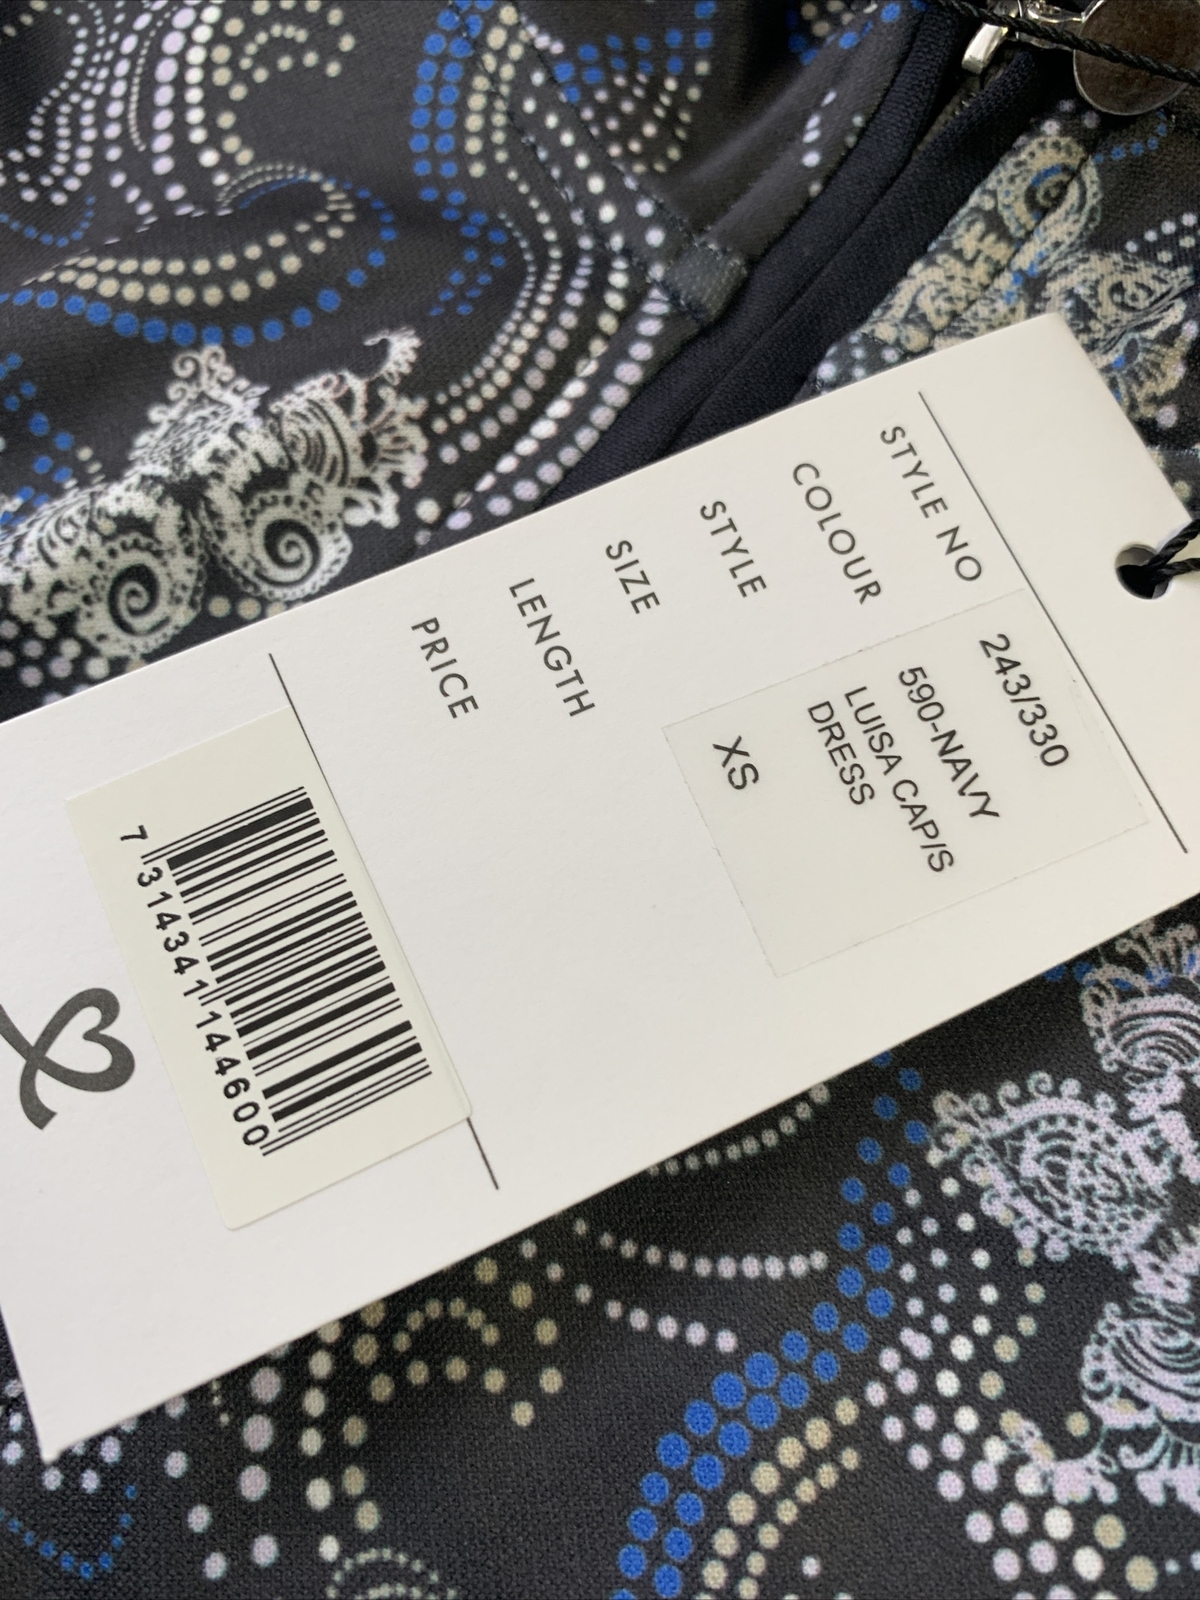 STYLE NO 243/330
COLOUR 590-NAVY
STYLE LUISA CAP/S
DRESS
SIZE XS
LENGTH
PRICE
7 314341 144600